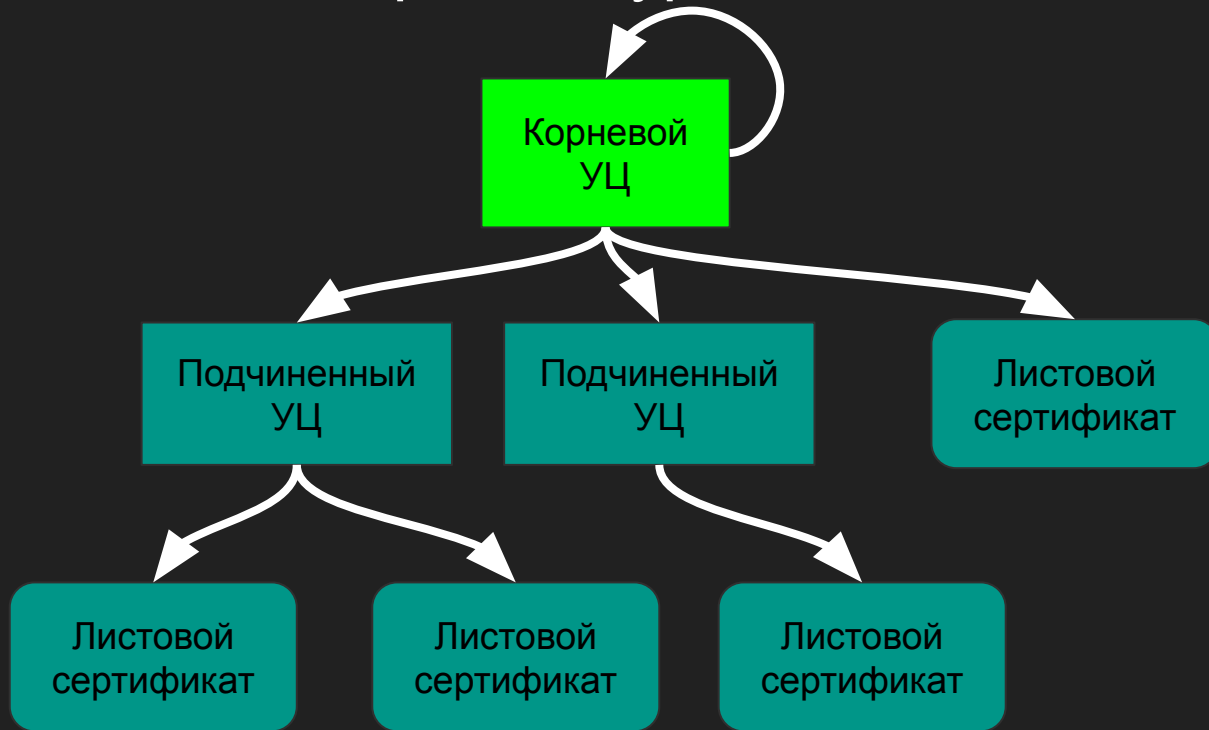 Корневой
УЦ
Подчиненный
УЦ
Подчиненный
УЦ
Листовой
сертификат
Листовой
сертификат
Листовой
сертификат
Листовой
сертификат